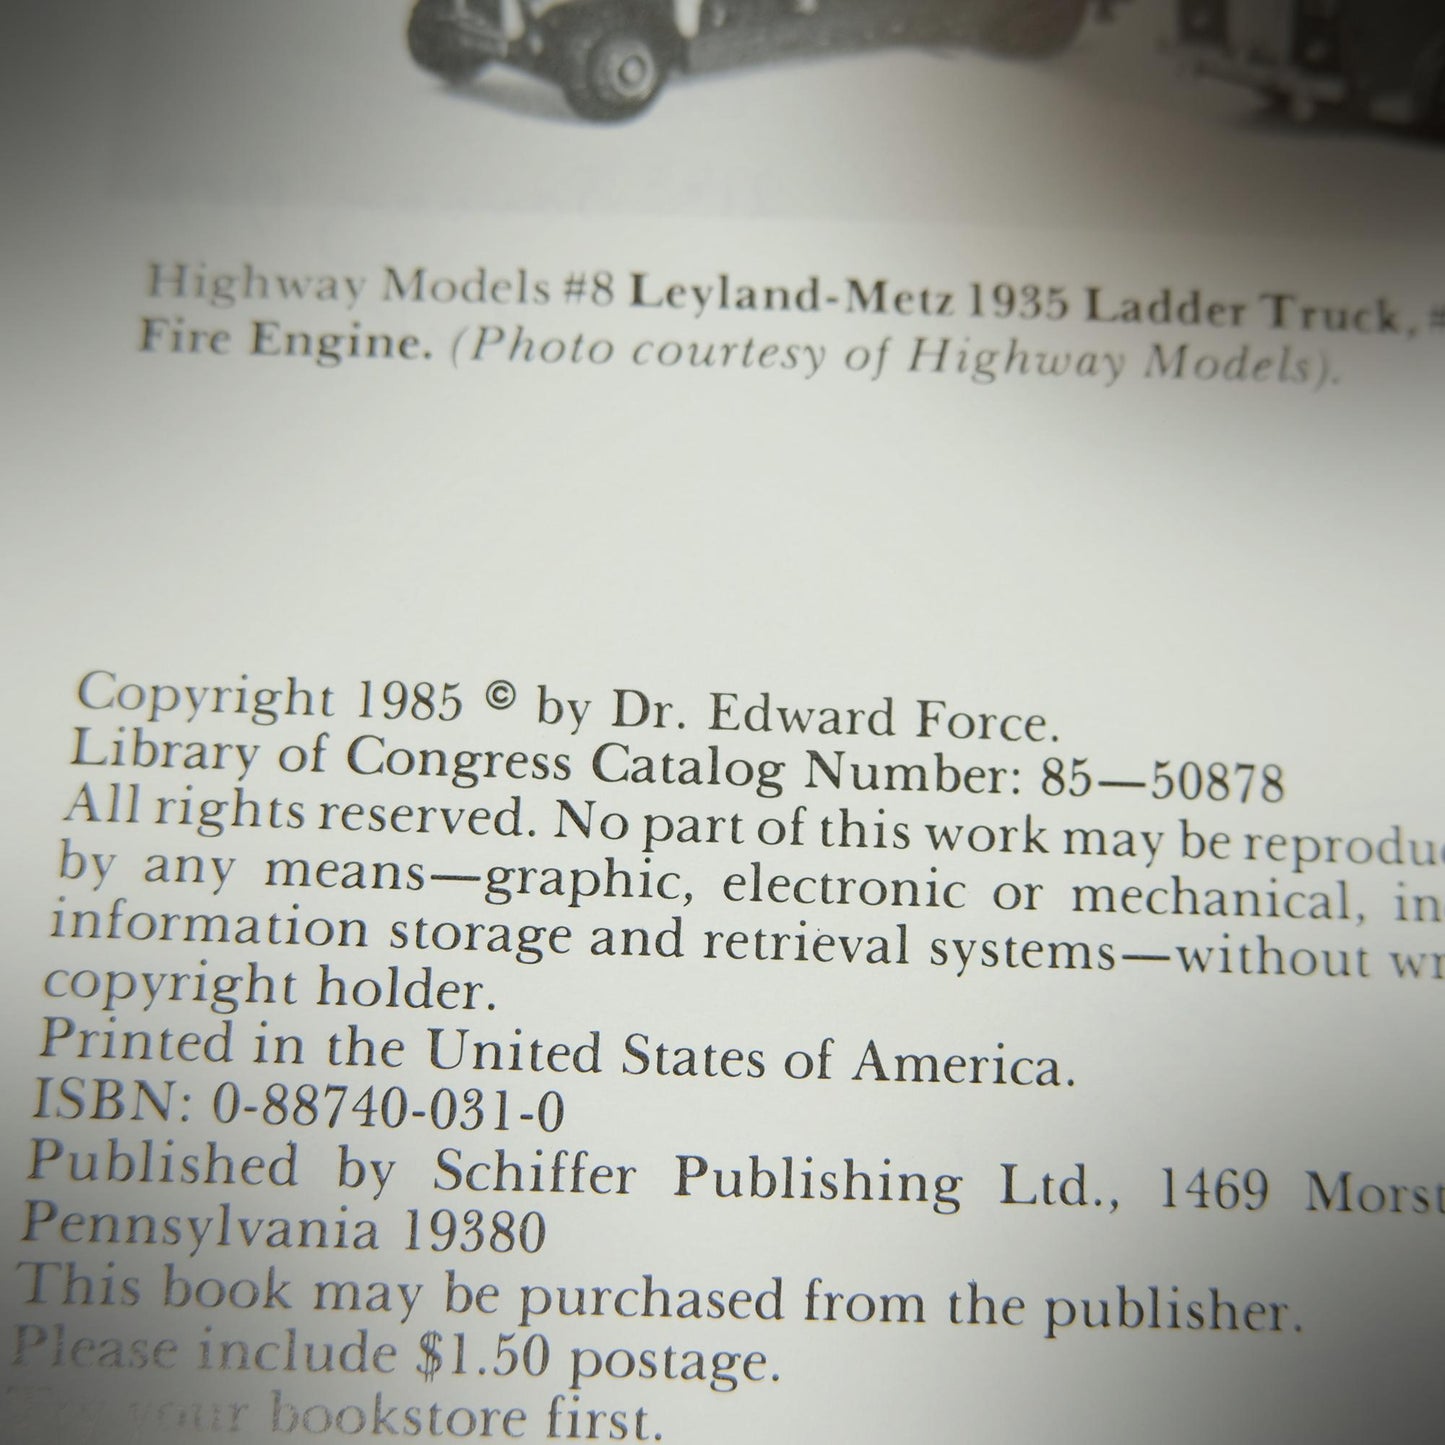 Highway Models #8 Leyland-Metz 1935 Ladder Truck, #
Fire Engine. (Photo courtesy of Highway Models).
Copyright 1985 © by Dr. Edward Force.
Library of Congress Catalog Number: 85—50878
All rights reserved. No part of this work may be
by any means—graphic, electronic or mechanical,
information storage and retrieval systems—without
copyright holder.
Printed in the United States of America.
ISBN: 0-88740-031-0
Published by Schiffer Publishing Ltd., 1469
Pennsylvania 19380
This book may be purchased from the publisher.
Please include $1.50 postage.
Try your bookstore first.